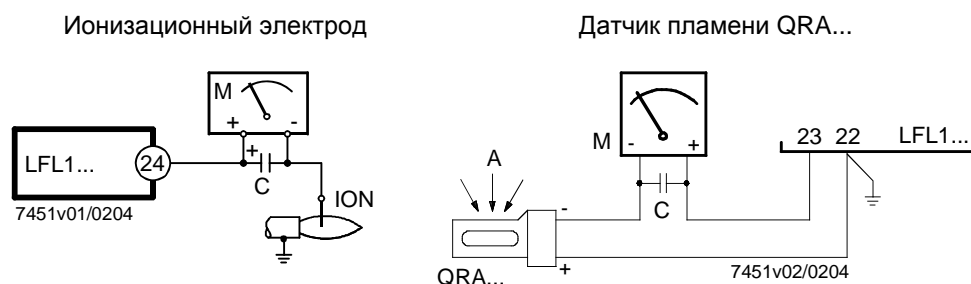 Ионизационный электрод
M
+ -
+
LFL1...
24
C
ION
7451v01/0204
Датчик пламени QRA...
M
- +
23 22
LFL1...
A
C
-
+
QRA...
7451v02/0204